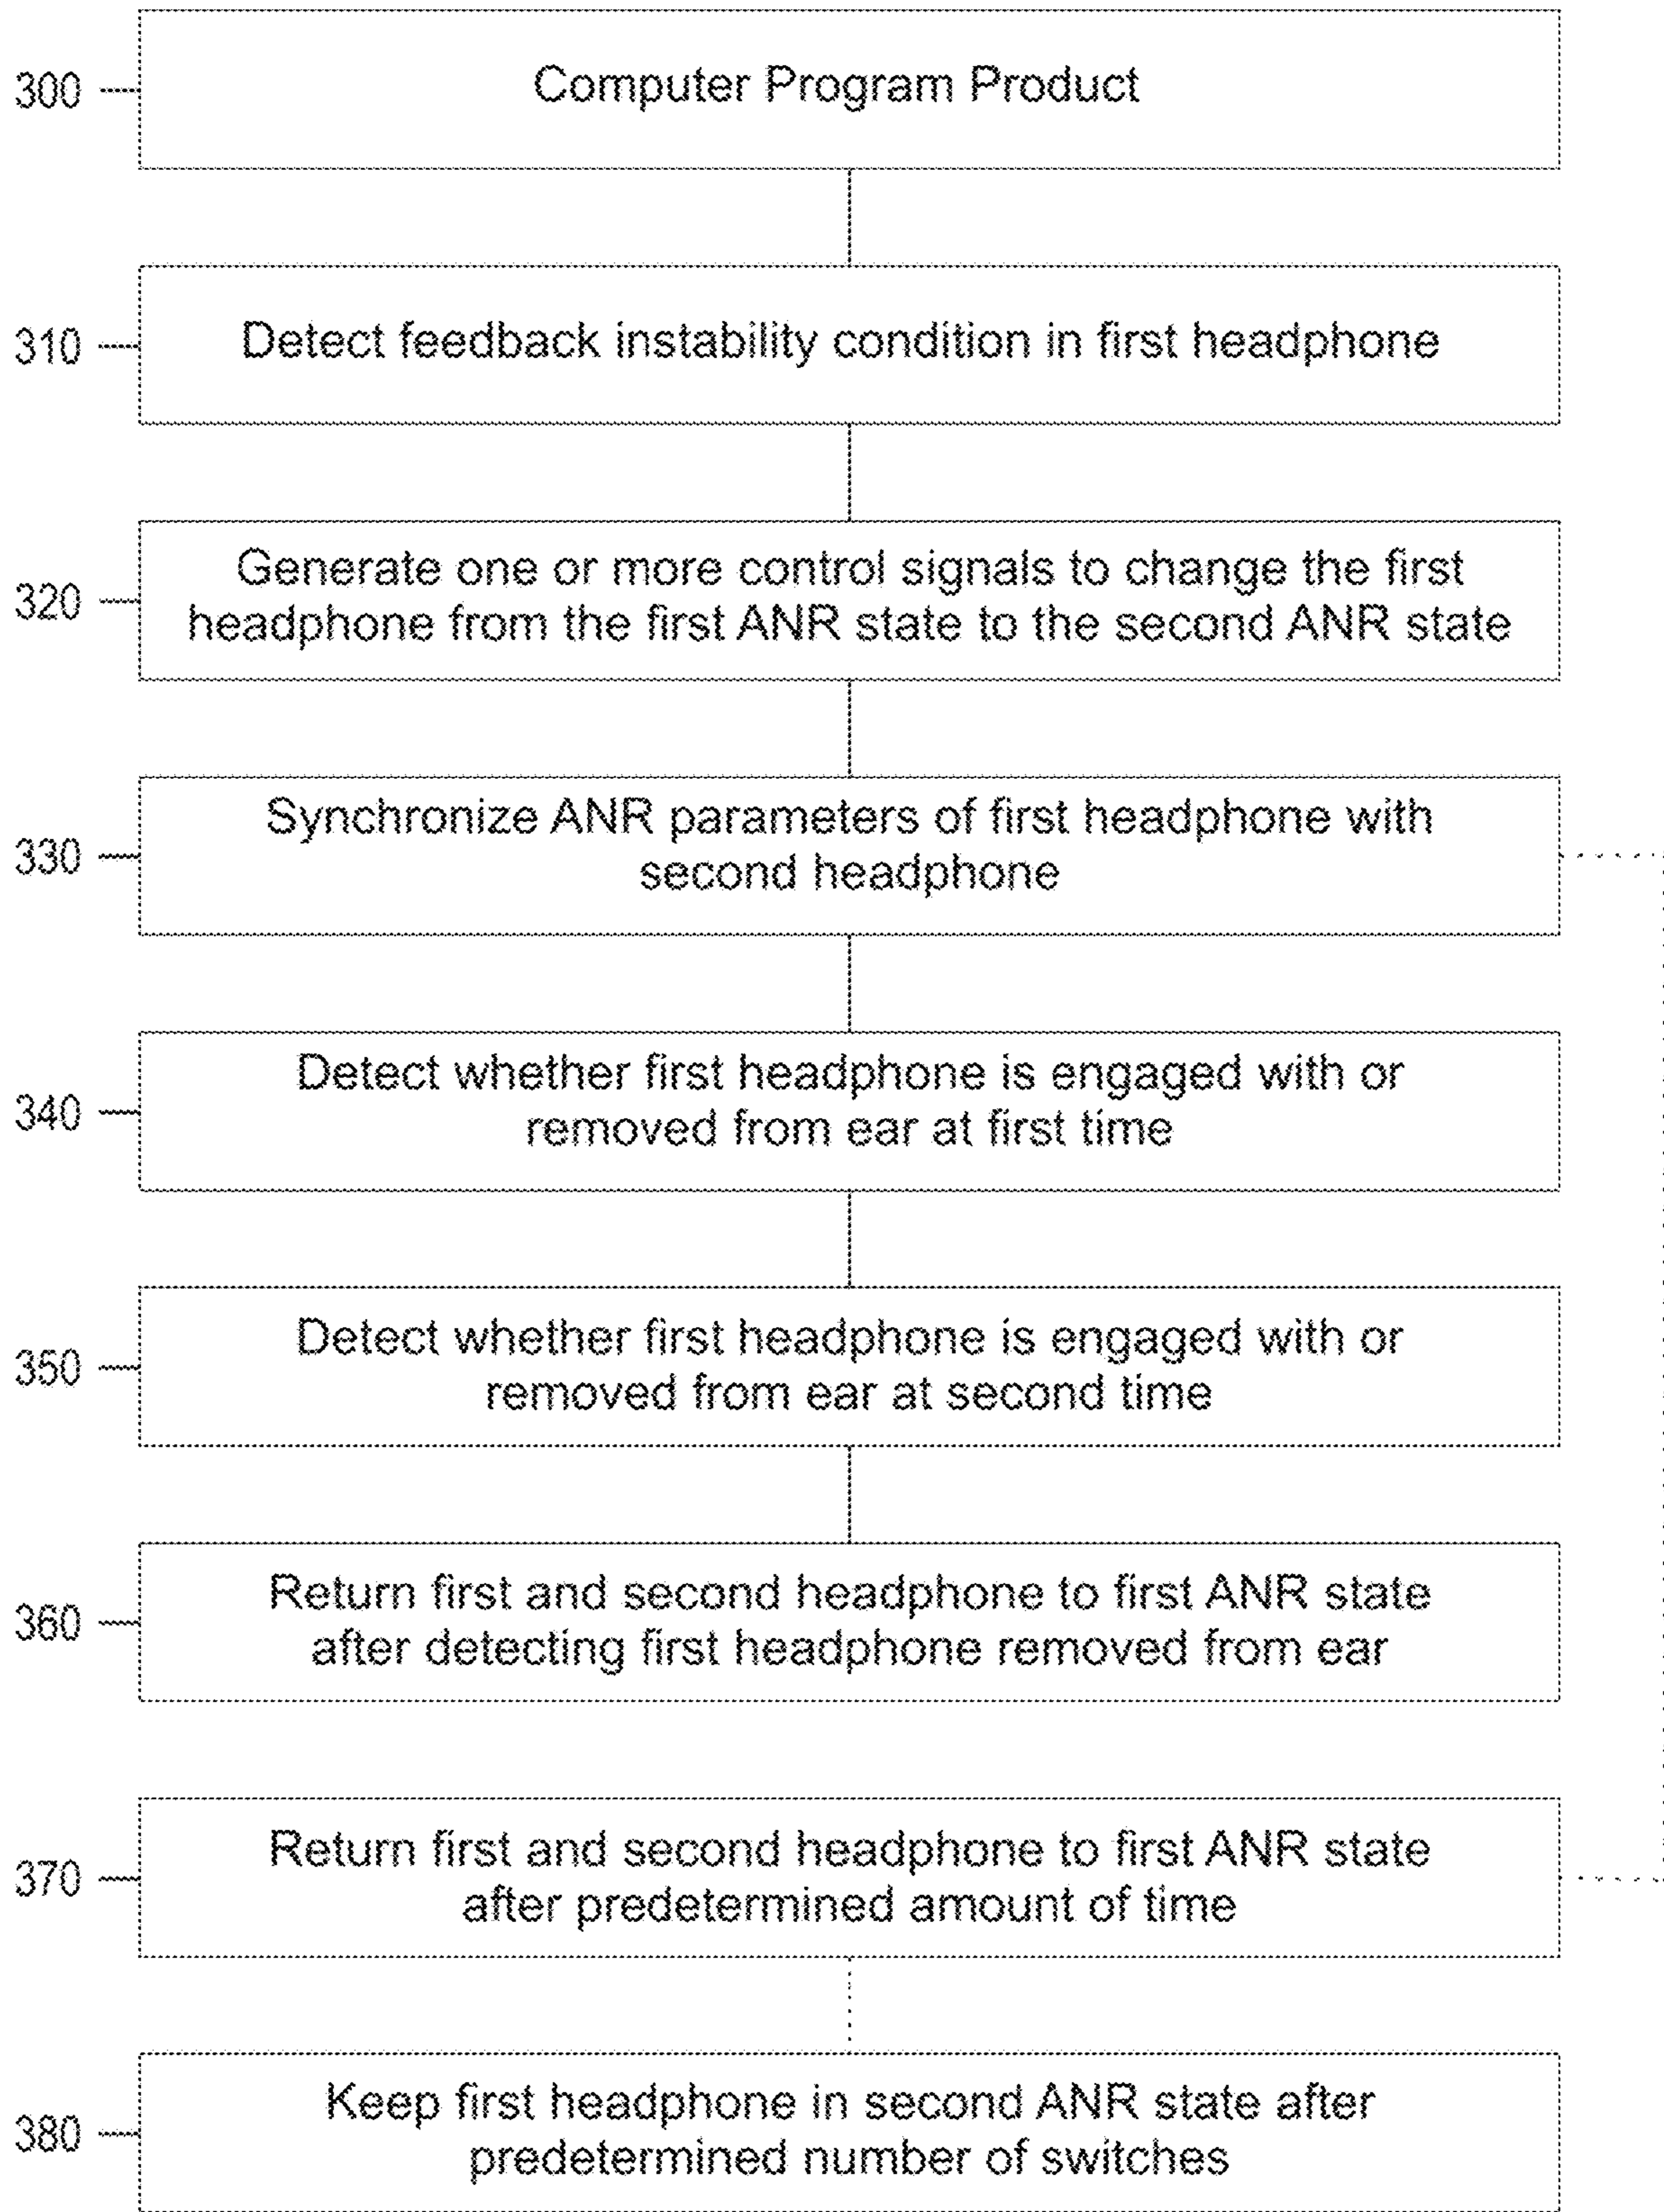 300
Computer Program Product
310
Detect feedback instability condition in first headphone
320
Generate one or more control signals to change the first
headphone from the first ANR state to the second ANR state
330
Synchronize ANR parameters of first headphone with
second headphone
340
Detect whether first headphone is engaged with or
removed from ear at first time
350
Detect whether first headphone is engaged with or
removed from ear at second time
360
Return first and second headphone to first ANR state
after detecting first headphone removed from ear
370
Return first and second headphone to first ANR state
after predetermined amount of time
380
Keep first headphone in second ANR state after
predetermined number of switches